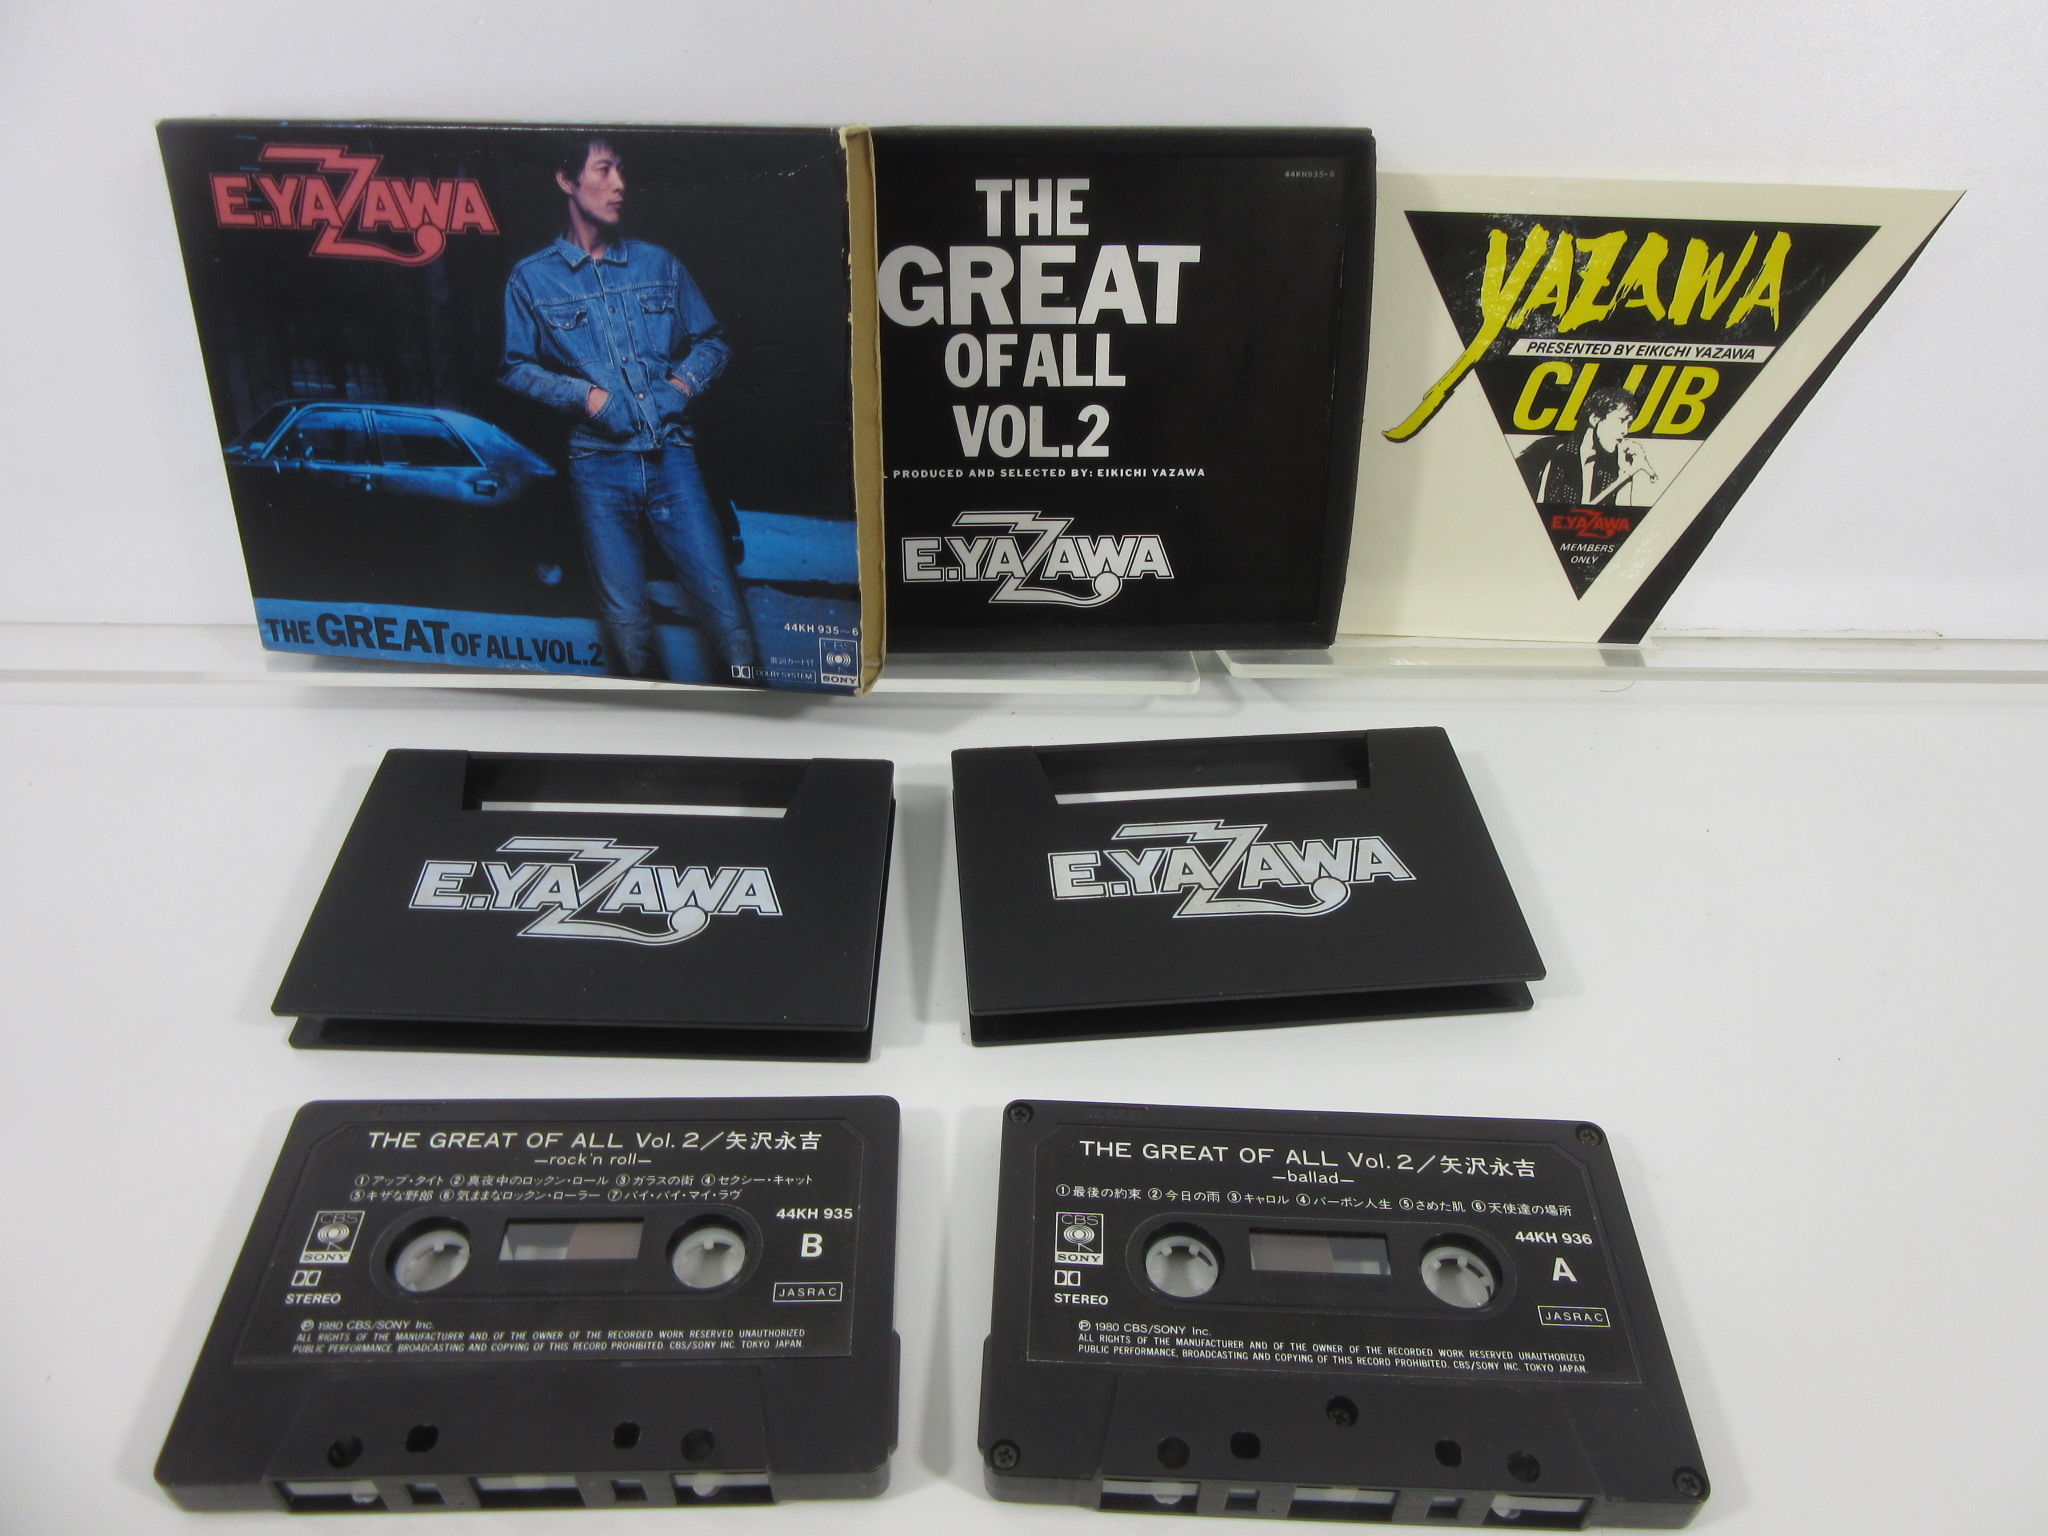 E.YAZAWA
THE GREAT OF ALL VOL.2
44KH 935~6
歌詞カード付
DOLBY SYSTEM
CBS
SONY
44KH935-6
THE
GREAT
OF ALL
VOL.2
PRODUCED AND SELECTED BY: EIKICHI YAZAWA
E.YAZAWA
YAZAWA
PRESENTED BY EIKICHI YAZAWA
CLUB
E.YAZAWA
MEMBERS
ONLY
E.YAZAWA
E.YAZAWA
THE GREAT OF ALL Vol. 2/矢沢永吉
—rock'n roll—
①アップ・タイト ②真夜中のロックン・ロール ③ガラスの街 ④セクシー・キャット
⑤キザな野郎 ⑥気ままなロックン・ローラー ⑦バイ・バイ・マイ・ラヴ
44KH 935
B
CBS
SONY
STEREO
JASRAC
Ⓟ 1980 CBS/SONY Inc.
ALL RIGHTS OF THE MANUFACTURER AND OF THE OWNER OF THE RECORDED WORK RESERVED UNAUTHORIZED
PUBLIC PERFORMANCE, BROADCASTING AND COPYING OF THIS RECORD PROHIBITED. CBS/SONY INC. TOKYO JAPAN.
THE GREAT OF ALL Vol. 2/矢沢永吉
—ballad—
①最後の約束 ②今日の雨 ③キャロル ④バーボン人生 ⑤さめた肌 ⑥天使達の場所
44KH 936
A
CBS
SONY
STEREO
JASRAC
Ⓟ 1980 CBS/SONY Inc.
ALL RIGHTS OF THE MANUFACTURER AND OF THE OWNER OF THE RECORDED WORK RESERVED UNAUTHORIZED
PUBLIC PERFORMANCE, BROADCASTING AND COPYING OF THIS RECORD PROHIBITED. CBS/SONY INC. TOKYO JAPAN.